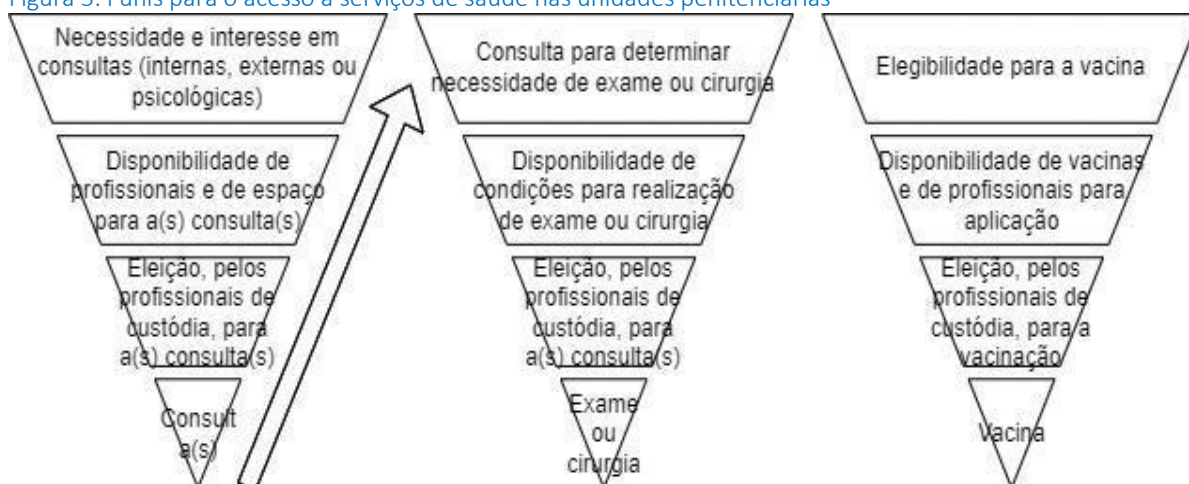 Figura 5. Funis para o acesso a serviços de saúde nas unidades penitenciárias
Necessidade e interesse em
consultas (internas, externas ou
psicológicas)
Disponibilidade de
profissionais e de espaço
para a(s) consulta(s)
Eleição, pelos
profissionais de
custódia, para
a(s) consulta(s)
Consult
a(s)
Consulta para determinar
necessidade de exame ou cirurgia
Disponibilidade de
condições para realização
de exame ou cirurgia
Eleição, pelos
profissionais de
custódia, para
a(s) consulta(s)
Exame
ou
cirurgia
Elegibilidade para a vacina
Disponibilidade de vacinas
e de profissionais para
aplicação
Eleição, pelos
profissionais de
custódia, para a
vacinação
Vacina